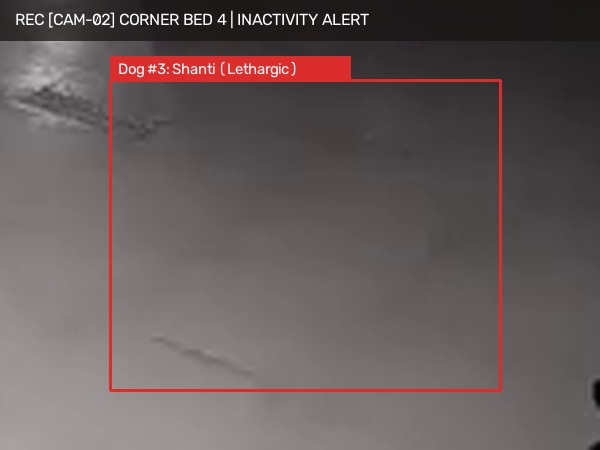 REC [CAM-02] CORNER BED 4 | INACTIVITY ALERT
Dog #3: Shanti (Lethargic)